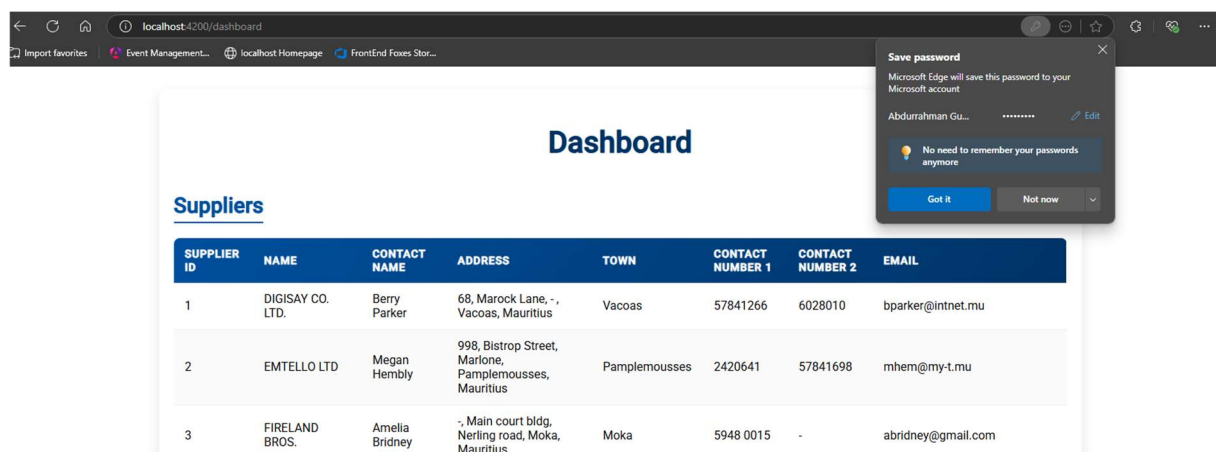 localhost:4200/dashboard
Import favorites
Event Management...
localhost Homepage
FrontEnd Foxes Stor...
Save password
Microsoft Edge will save this password to your
Microsoft account
Abdurrahman Gu...
•••••••••
Edit
No need to remember your passwords
anymore
Got it
Not now
Dashboard
Suppliers
SUPPLIER ID NAME CONTACT NAME ADDRESS TOWN CONTACT NUMBER 1 CONTACT NUMBER 2 EMAIL
1 DIGISAY CO. LTD. Berry Parker 68, Marock Lane, - , Vacoas, Mauritius Vacoas 57841266 6028010 bparker@intnet.mu
2 EMTELLO LTD Megan Hembly 998, Bistrop Street, Marlone, Pamplemousses, Mauritius Pamplemousses 2420641 57841698 mhem@my-t.mu
3 FIRELAND BROS. Amelia Bridney -, Main court bldg, Nerling road, Moka, Mauritius Moka 5948 0015 - abridney@gmail.com